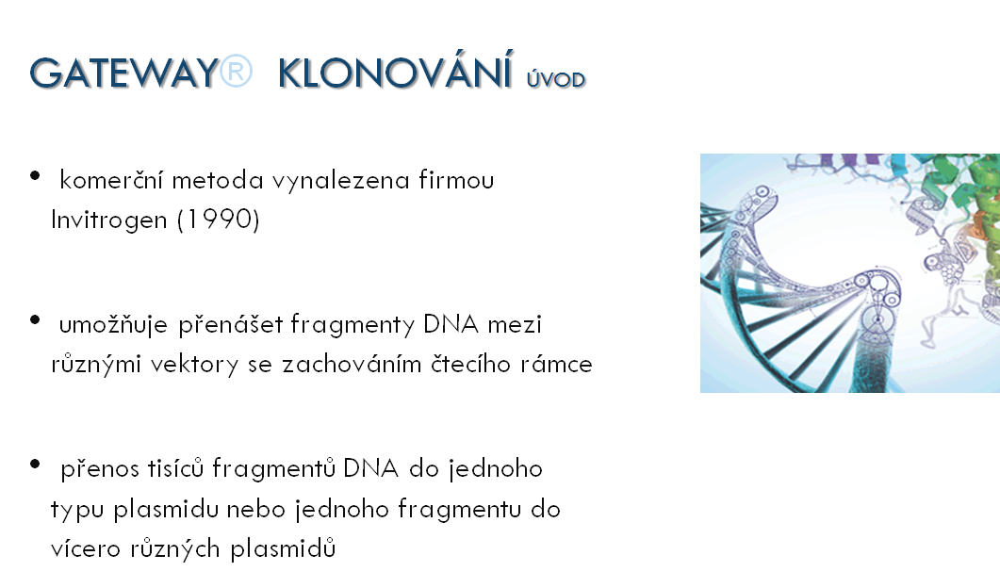 GATEWAY® KLONOVÁNÍ ÚVOD
• komerční metoda vynalezena firmou
Invitrogen (1990)
• umožňuje přenášet fragmenty DNA mezi
různými vektory se zachováním čtecího rámce
• přenos tisíců fragmentů DNA do jednoho
typu plasmidu nebo jednoho fragmentu do
vícero různých plasmidů